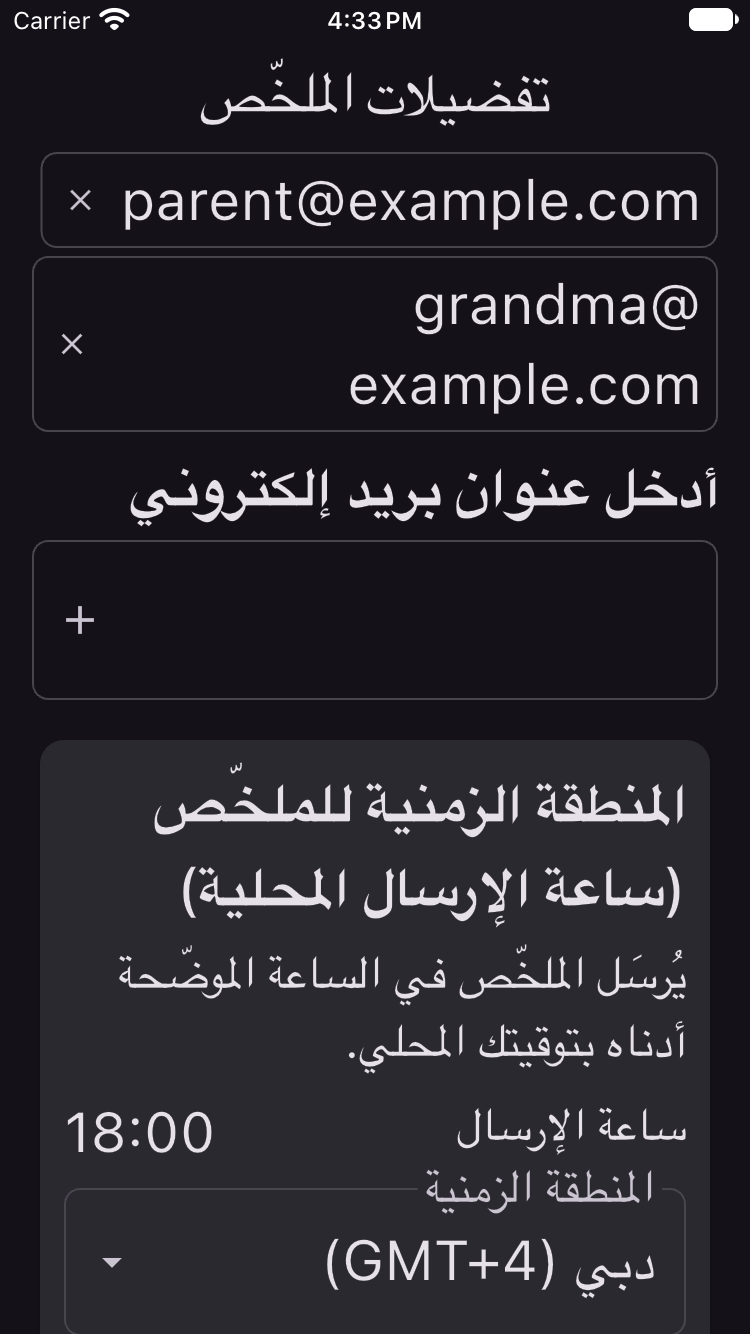 Carrier 4:33 PM
تفضيلات الملخّص
parent@example.com ×
grandma@
example.com ×
أدخل عنوان بريد إلكتروني
+
المنطقة الزمنية للملخّص
(ساعة الإرسال المحلية)
يُرسَل الملخّص في الساعة الموضّحة
أدناه بتوقيتك المحلي.
ساعة الإرسال 18:00
المنطقة الزمنية
دبي (GMT+4)